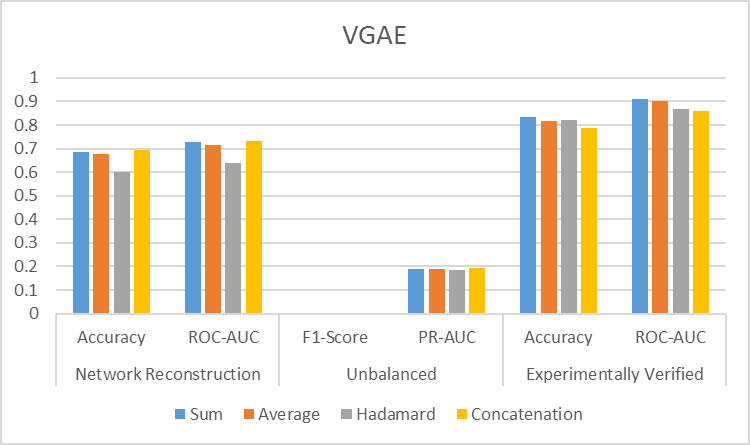 VGAE
1
0.9
0.8
0.7
0.6
0.5
0.4
0.3
0.2
0.1
0
Accuracy ROC-AUC F1-Score PR-AUC Accuracy ROC-AUC
Network Reconstruction Unbalanced Experimentally Verified
Sum Average Hadamard Concatenation